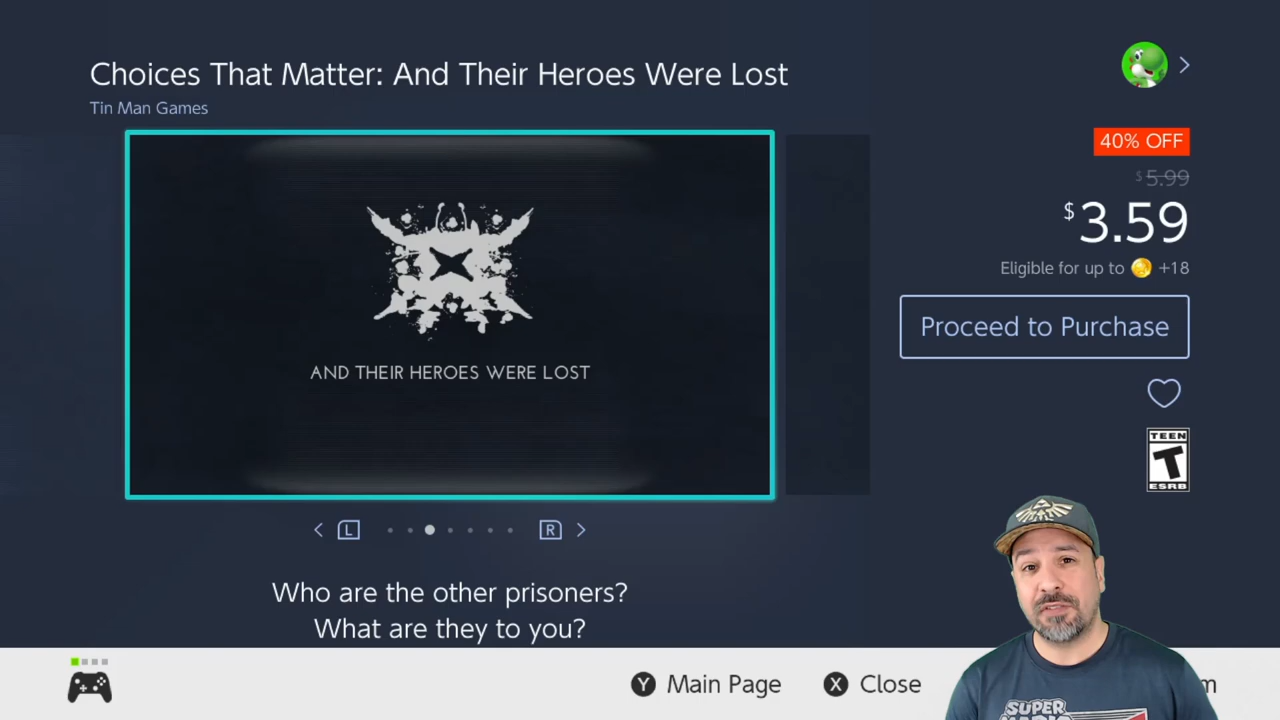 Choices That Matter: And Their Heroes Were Lost
Tin Man Games
40% OFF
$5.99
$3.59
Eligible for up to +18
Proceed to Purchase
AND THEIR HEROES WERE LOST
TEEN
T
ESRB
L
R
Who are the other prisoners?
What are they to you?
Y Main Page
X Close
SUPER